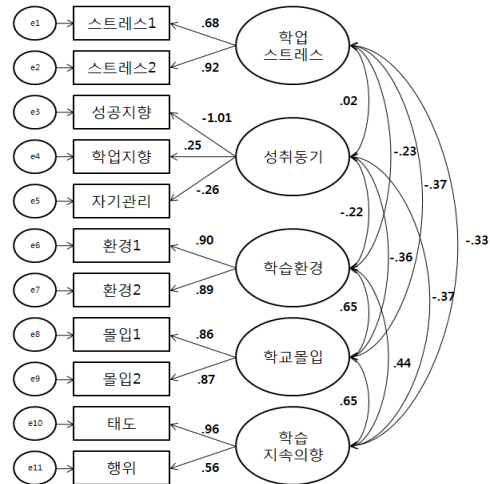 e1
스트레스1
.68
학업
스트레스
e2
스트레스2
.92
e3
성공지향
-1.01
.02
e4
학업지향
.25
성취동기
-.23
-.37
e5
자기관리
-.26
-.22
-.33
e6
환경1
.90
학습환경
-.36
e7
환경2
.89
-.37
.65
e8
몰입1
.86
학교몰입
.44
e9
몰입2
.87
.65
e10
태도
.96
학습
지속의향
e11
행위
.56